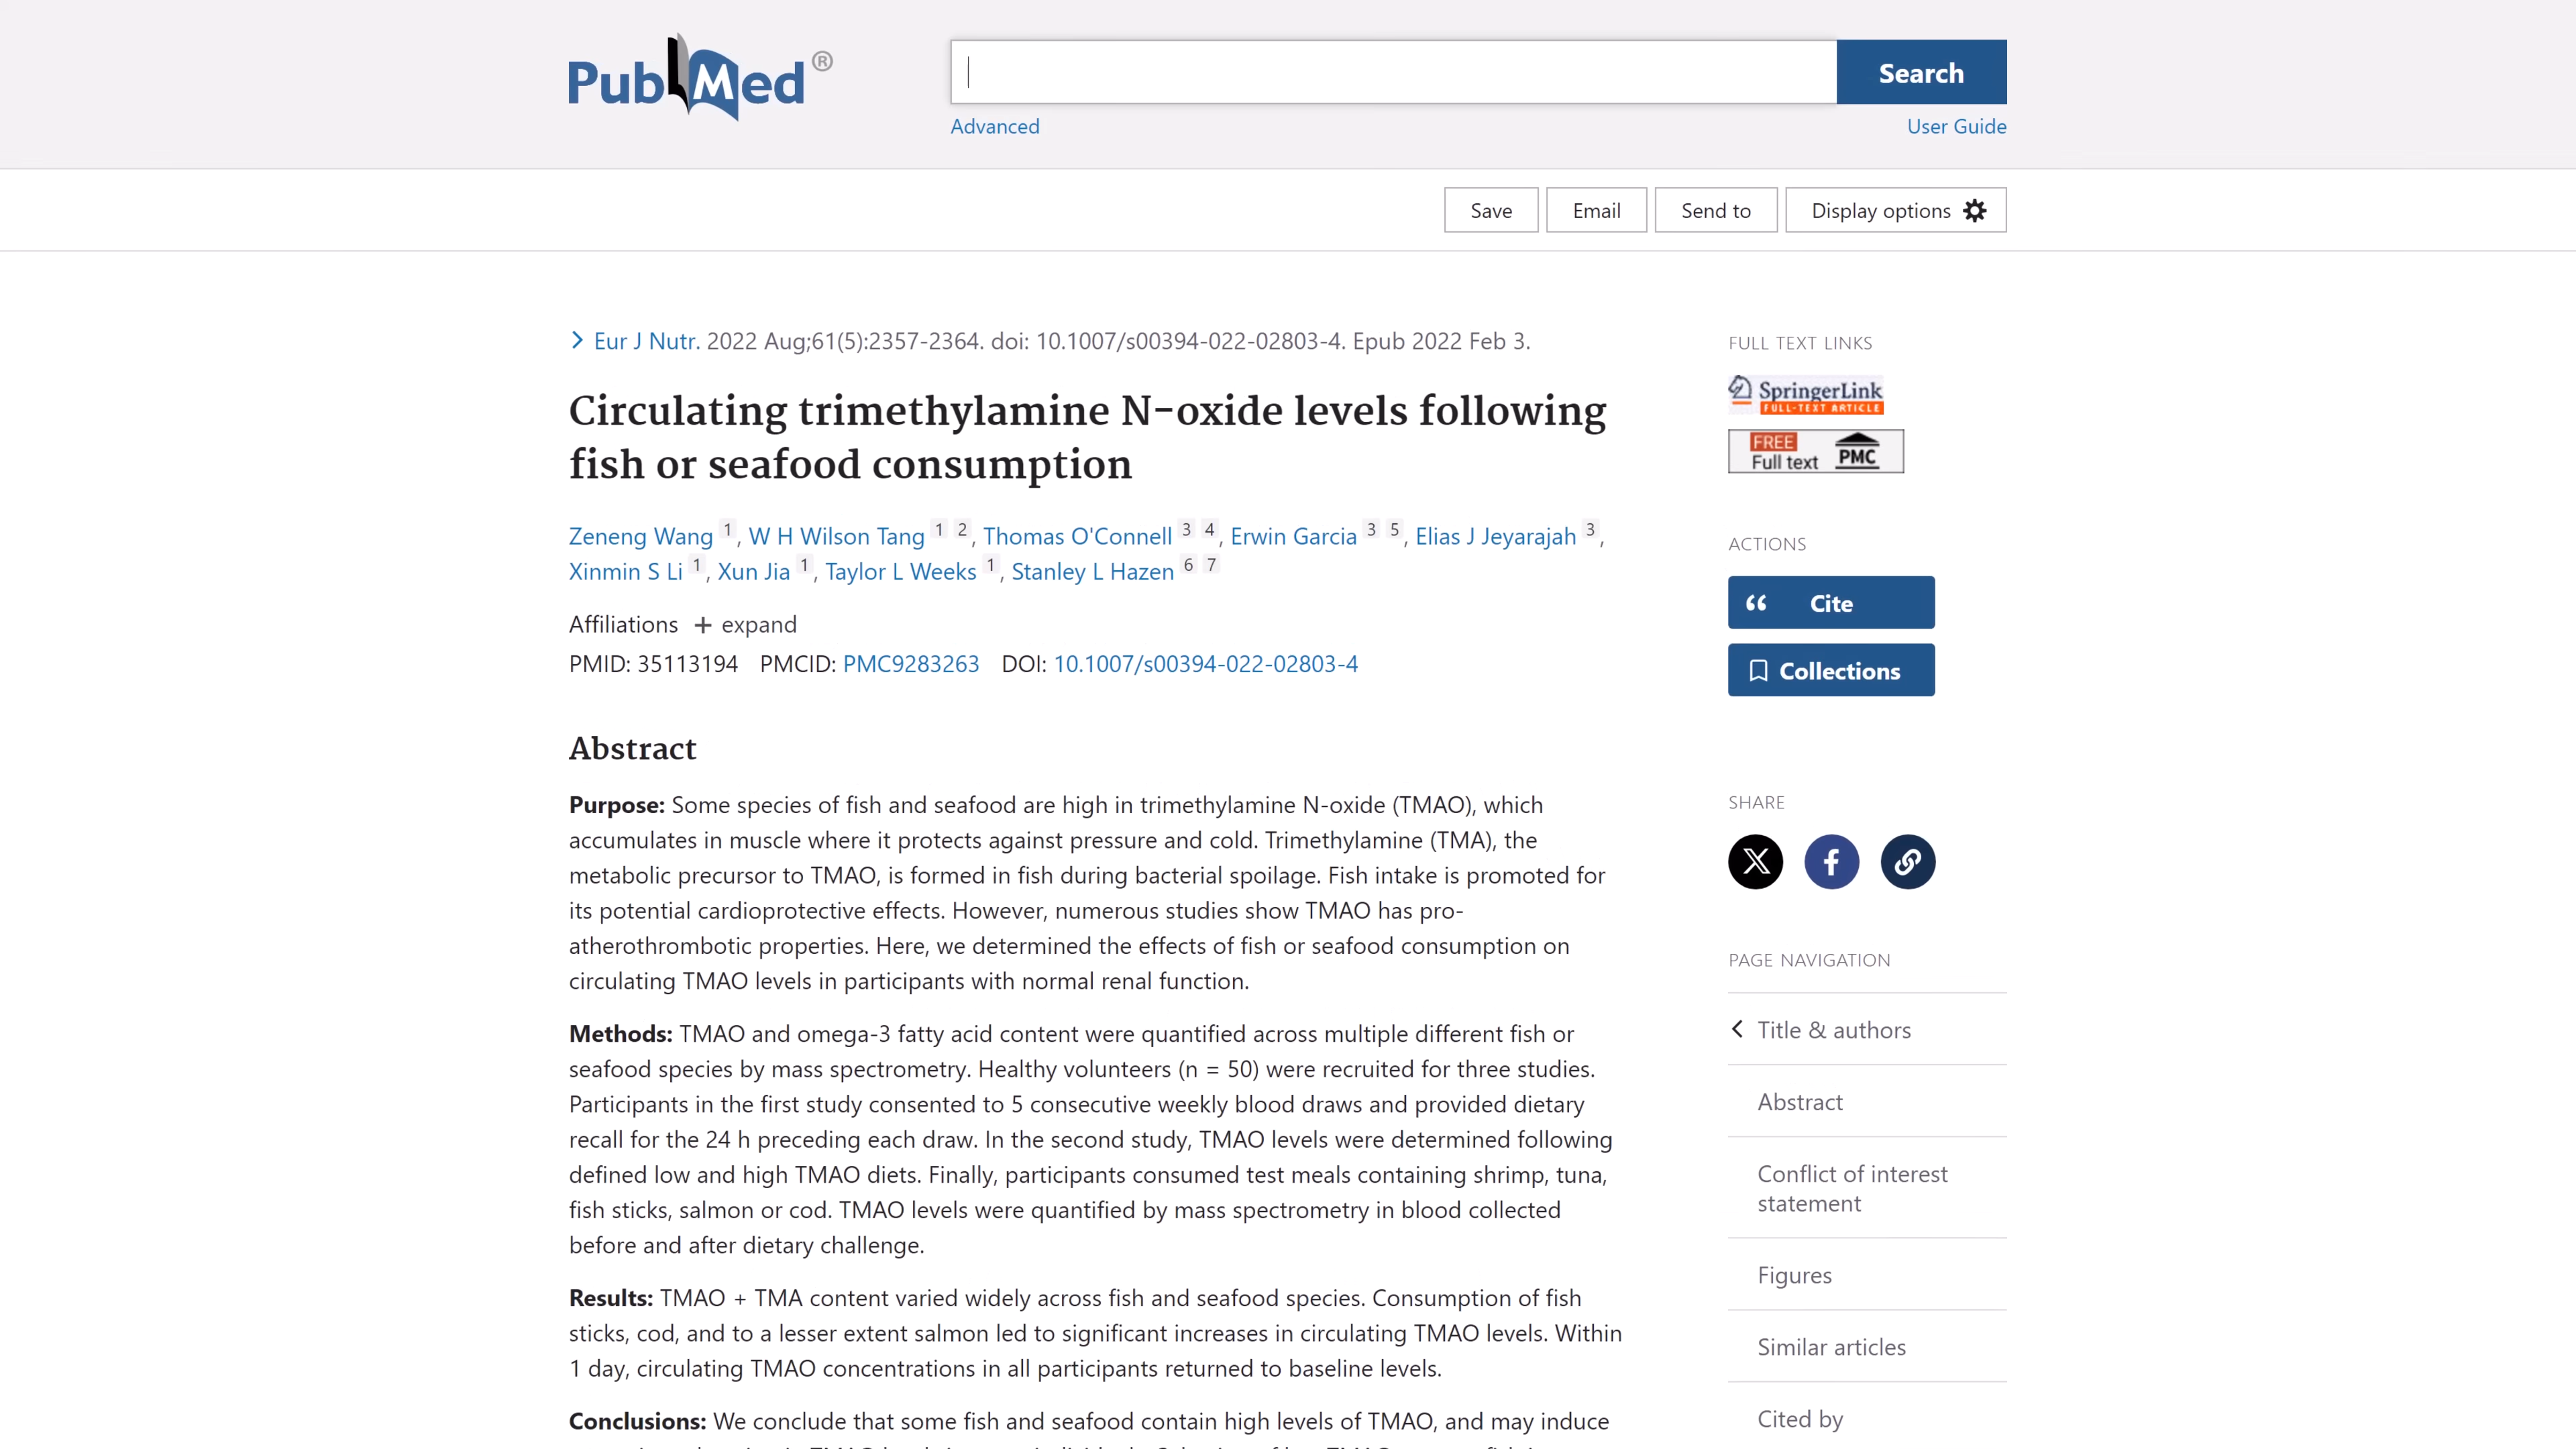 PubMed®
Search
Advanced
User Guide
Save
Email
Send to
Display options
Eur J Nutr. 2022 Aug;61(5):2357-2364. doi: 10.1007/s00394-022-02803-4. Epub 2022 Feb 3.
Circulating trimethylamine N-oxide levels following
fish or seafood consumption
Zeneng Wang 1, W H Wilson Tang 1 2, Thomas O'Connell 3 4, Erwin Garcia 3 5, Elias J Jeyarajah 3,
Xinmin S Li 1, Xun Jia 1, Taylor L Weeks 1, Stanley L Hazen 6 7
Affiliations + expand
PMID: 35113194 PMCID: PMC9283263 DOI: 10.1007/s00394-022-02803-4
Abstract
Purpose: Some species of fish and seafood are high in trimethylamine N-oxide (TMAO), which
accumulates in muscle where it protects against pressure and cold. Trimethylamine (TMA), the
metabolic precursor to TMAO, is formed in fish during bacterial spoilage. Fish intake is promoted for
its potential cardioprotective effects. However, numerous studies show TMAO has pro-
atherothrombotic properties. Here, we determined the effects of fish or seafood consumption on
circulating TMAO levels in participants with normal renal function.
Methods: TMAO and omega-3 fatty acid content were quantified across multiple different fish or
seafood species by mass spectrometry. Healthy volunteers (n = 50) were recruited for three studies.
Participants in the first study consented to 5 consecutive weekly blood draws and provided dietary
recall for the 24 h preceding each draw. In the second study, TMAO levels were determined following
defined low and high TMAO diets. Finally, participants consumed test meals containing shrimp, tuna,
fish sticks, salmon or cod. TMAO levels were quantified by mass spectrometry in blood collected
before and after dietary challenge.
Results: TMAO + TMA content varied widely across fish and seafood species. Consumption of fish
sticks, cod, and to a lesser extent salmon led to significant increases in circulating TMAO levels. Within
1 day, circulating TMAO concentrations in all participants returned to baseline levels.
Conclusions: We conclude that some fish and seafood contain high levels of TMAO, and may induce
FULL TEXT LINKS
SpringerLink
FULL-TEXT ARTICLE
FREE
Full text PMC
ACTIONS
Cite
Collections
SHARE
PAGE NAVIGATION
Title & authors
Abstract
Conflict of interest
statement
Figures
Similar articles
Cited by